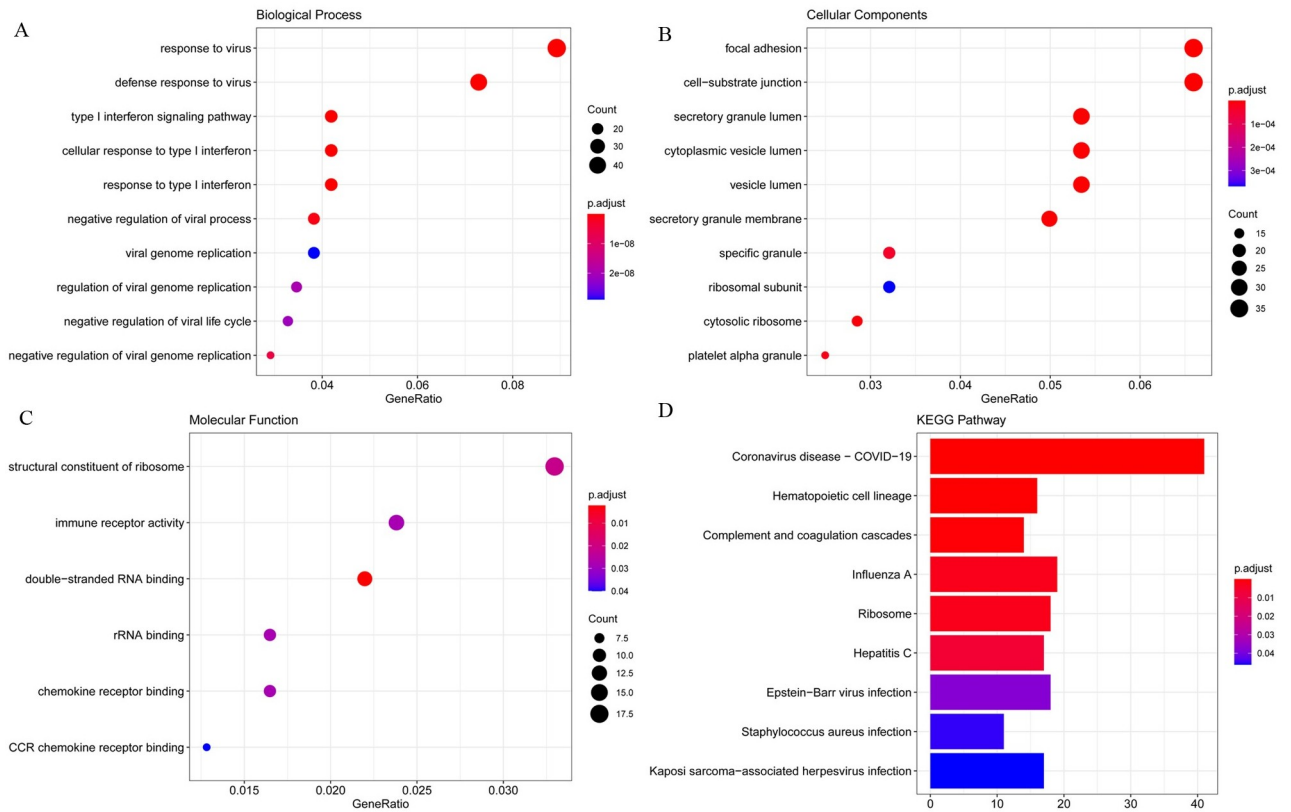 A
Biological Process
response to virus
defense response to virus
type I interferon signaling pathway
cellular response to type I interferon
response to type I interferon
negative regulation of viral process
viral genome replication
regulation of viral genome replication
negative regulation of viral life cycle
negative regulation of viral genome replication
0.04 0.06 0.08
GeneRatio
Count
20
30
40
p.adjust
1e−08
2e−08
B
Cellular Components
focal adhesion
cell−substrate junction
secretory granule lumen
cytoplasmic vesicle lumen
vesicle lumen
secretory granule membrane
specific granule
ribosomal subunit
cytosolic ribosome
platelet alpha granule
0.03 0.04 0.05 0.06
GeneRatio
p.adjust
1e−04
2e−04
3e−04
Count
15
20
25
30
35
C
Molecular Function
structural constituent of ribosome
immune receptor activity
double−stranded RNA binding
rRNA binding
chemokine receptor binding
CCR chemokine receptor binding
0.015 0.020 0.025 0.030
GeneRatio
p.adjust
0.01
0.02
0.03
0.04
Count
7.5
10.0
12.5
15.0
17.5
D
KEGG Pathway
Coronavirus disease − COVID−19
Hematopoietic cell lineage
Complement and coagulation cascades
Influenza A
Ribosome
Hepatitis C
Epstein−Barr virus infection
Staphylococcus aureus infection
Kaposi sarcoma−associated herpesvirus infection
0 10 20 30 40
p.adjust
0.01
0.02
0.03
0.04